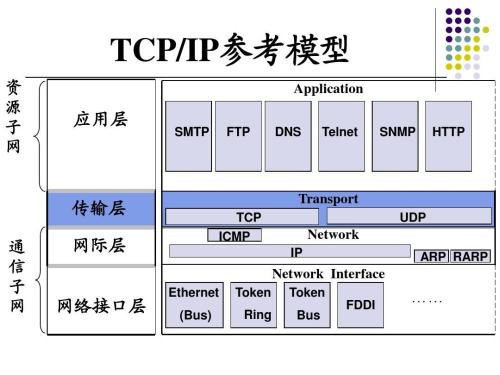 TCP/IP参考模型
资源子网
应用层
Application
SMTP FTP DNS Telnet SNMP HTTP
传输层
Transport
TCP UDP
通信子网
网际层
ICMP Network
IP
ARP RARP
网络接口层
Network Interface
Ethernet (Bus)
Token Ring
Token Bus
FDDI
……